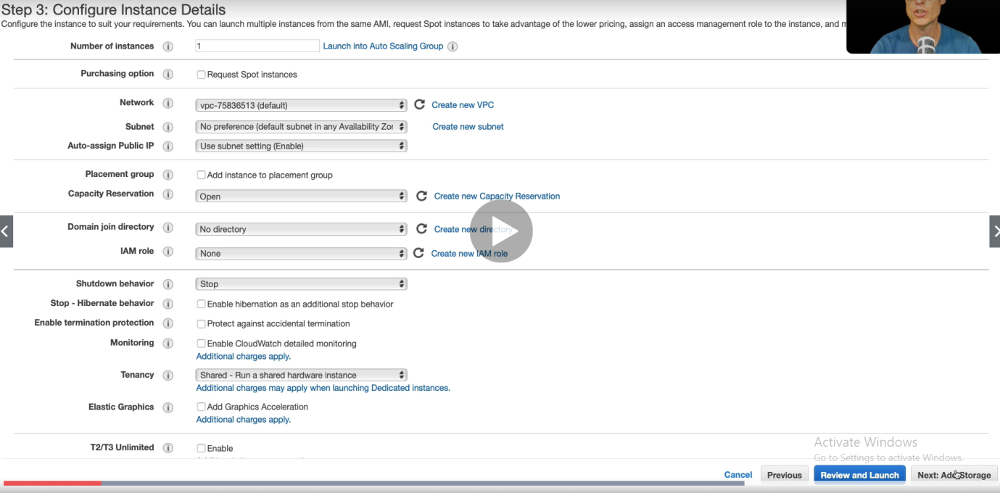 Step 3: Configure Instance Details
Configure the instance to suit your requirements. You can launch multiple instances from the same AMI, request Spot instances to take advantage of the lower pricing, assign an access management role to the instance, and
Number of instances 1 Launch into Auto Scaling Group
Purchasing option Request Spot instances
Network vpc-75836513 (default) Create new VPC
Subnet No preference (default subnet in any Availability Zor Create new subnet
Auto-assign Public IP Use subnet setting (Enable)
Placement group Add instance to placement group
Capacity Reservation Open Create new Capacity Reservation
Domain join directory No directory Create new directory
IAM role None Create new IAM role
Shutdown behavior Stop
Stop - Hibernate behavior Enable hibernation as an additional stop behavior
Enable termination protection Protect against accidental termination
Monitoring Enable CloudWatch detailed monitoring
Additional charges apply.
Tenancy Shared - Run a shared hardware instance
Additional charges may apply when launching Dedicated instances.
Elastic Graphics Add Graphics Acceleration
Additional charges apply.
T2/T3 Unlimited Enable
Activate Windows
Go to Settings to activate Windows.
Cancel Previous Review and Launch Next: Add Storage